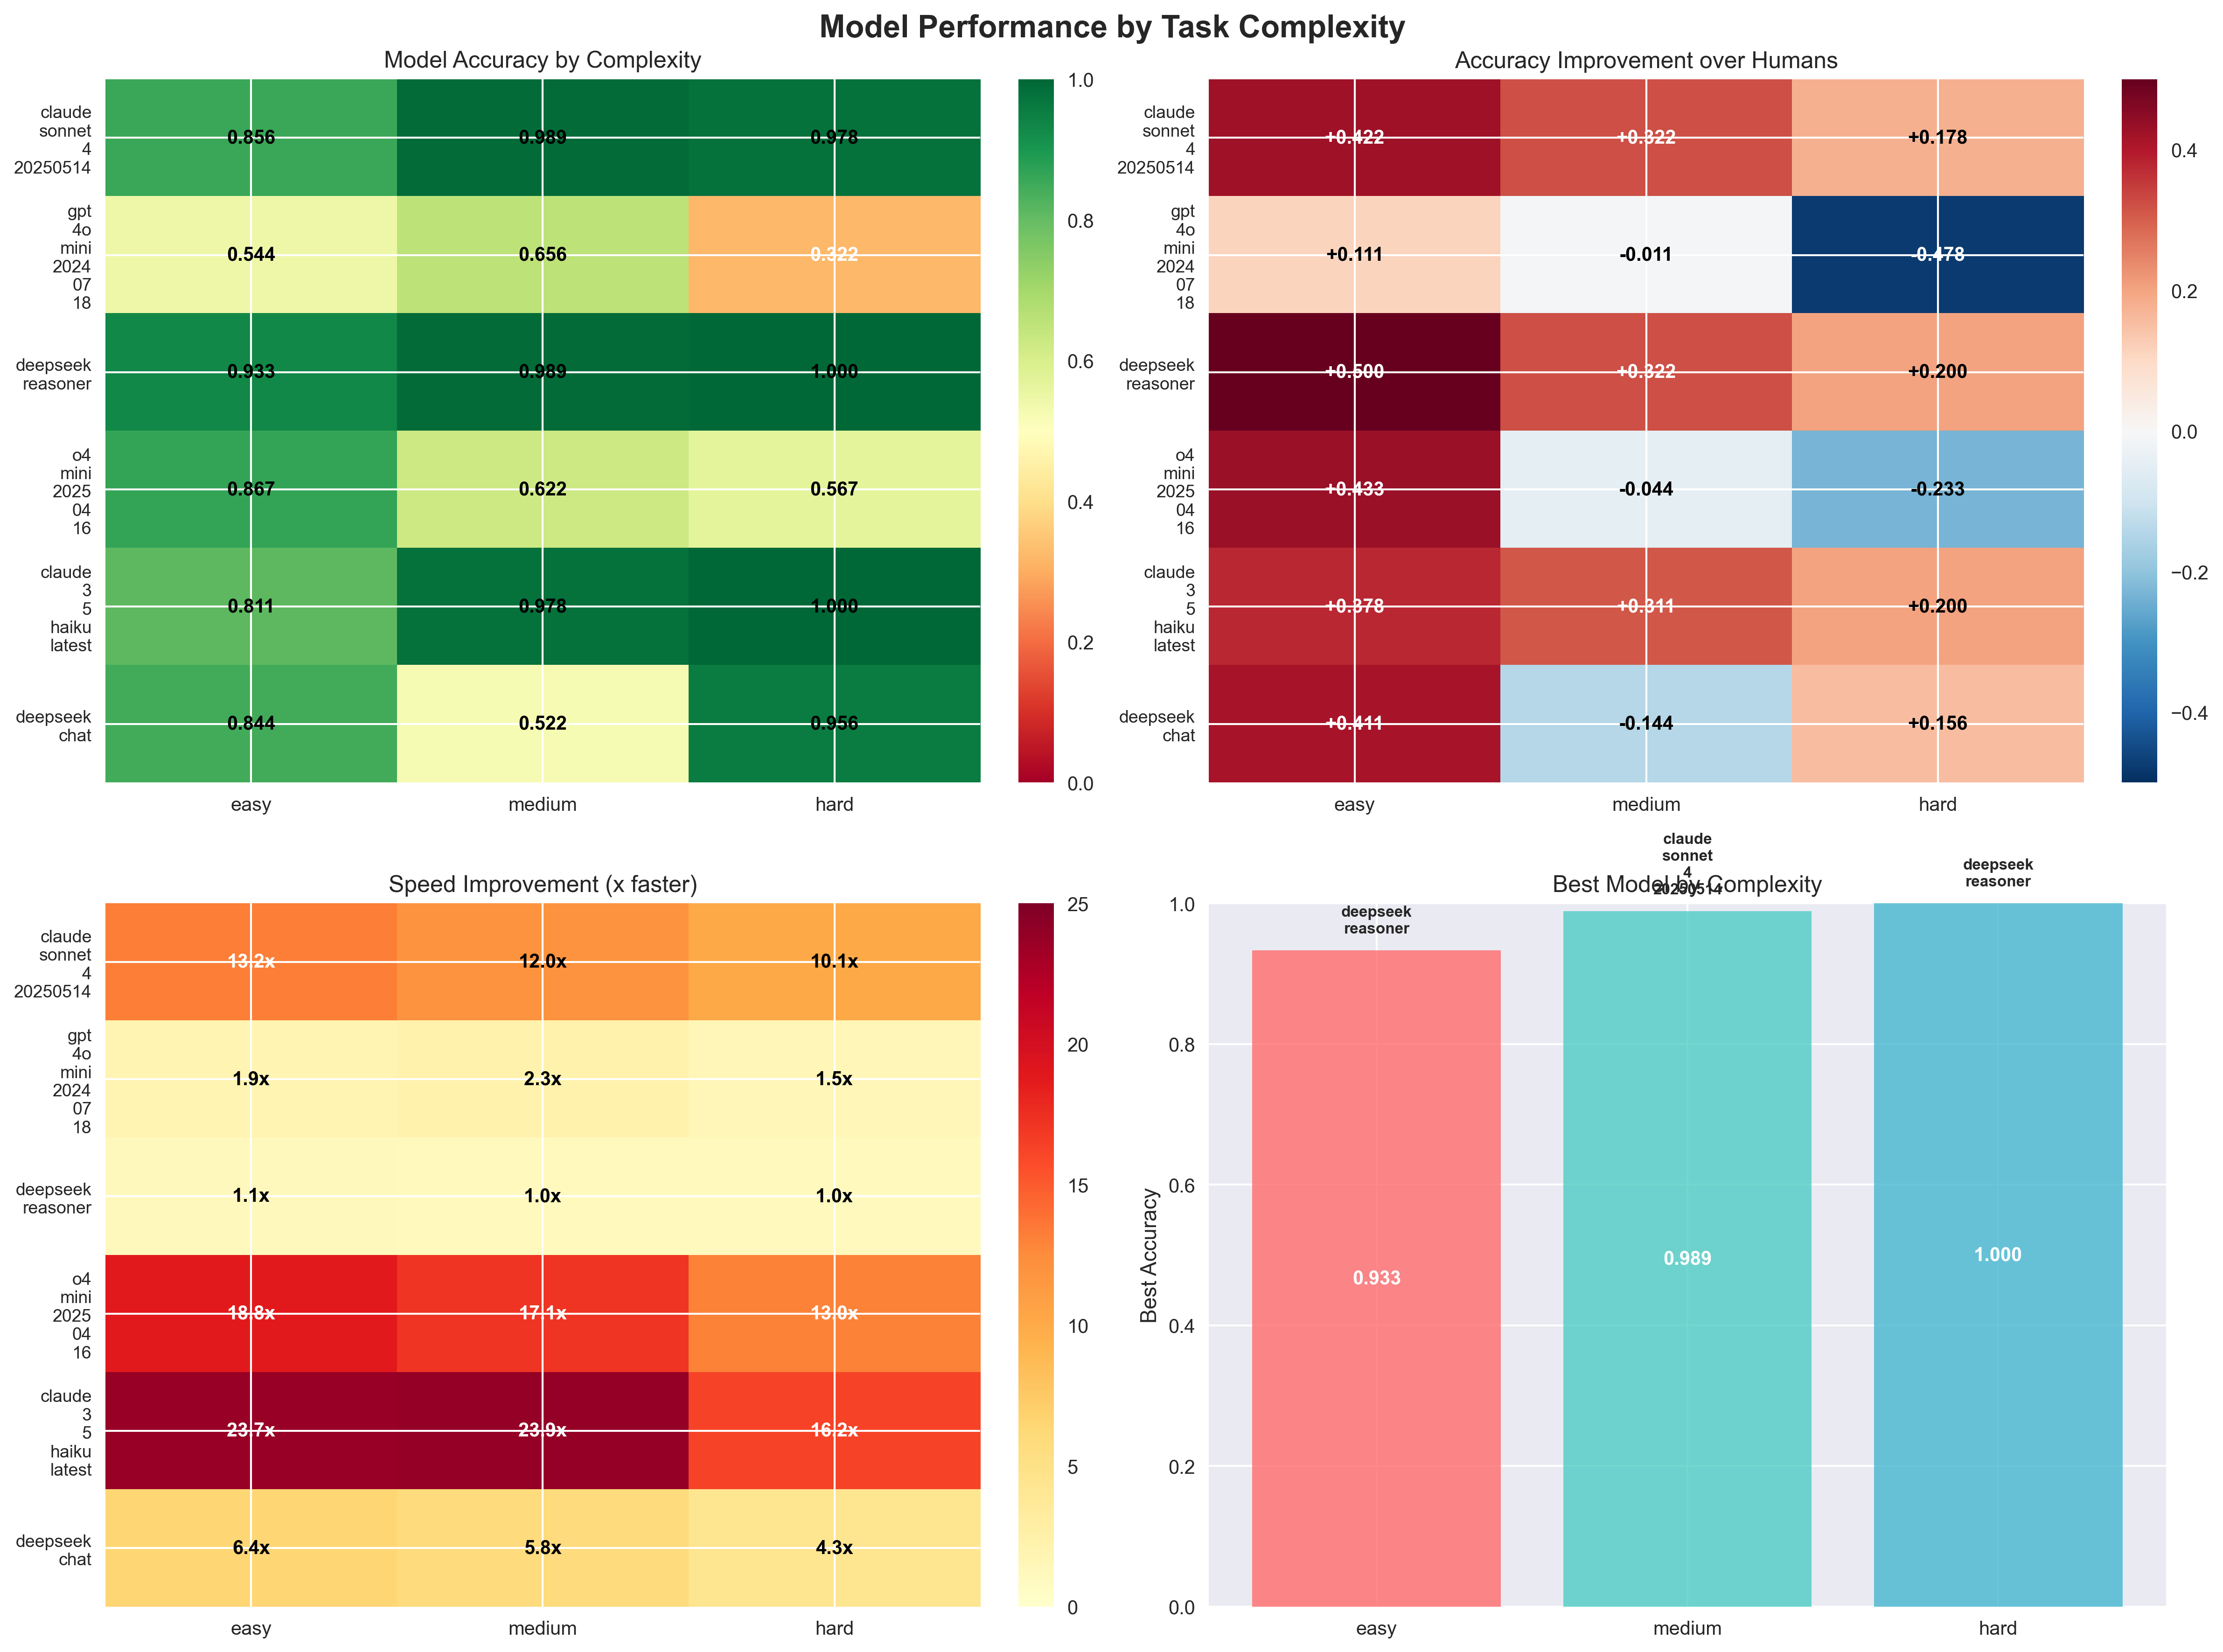 Model Performance by Task Complexity
Model Accuracy by Complexity
claude
sonnet
4
20250514
0.856 0.989 0.978
gpt
4o
mini
2024
07
18
0.544 0.656 0.322
deepseek
reasoner
0.933 0.989 1.000
o4
mini
2025
04
16
0.867 0.622 0.567
claude
3
5
haiku
latest
0.811 0.978 1.000
deepseek
chat
0.844 0.522 0.956
easy medium hard
1.0
0.8
0.6
0.4
0.2
0.0
Accuracy Improvement over Humans
claude
sonnet
4
20250514
+0.422 +0.322 +0.178
gpt
4o
mini
2024
07
18
+0.111 -0.011 -0.478
deepseek
reasoner
+0.500 +0.322 +0.200
o4
mini
2025
04
16
+0.433 -0.044 -0.233
claude
3
5
haiku
latest
+0.378 +0.311 +0.200
deepseek
chat
+0.411 -0.144 +0.156
easy medium hard
0.4
0.2
0.0
−0.2
−0.4
Speed Improvement (x faster)
claude
sonnet
4
20250514
13.2x 12.0x 10.1x
gpt
4o
mini
2024
07
18
1.9x 2.3x 1.5x
deepseek
reasoner
1.1x 1.0x 1.0x
o4
mini
2025
04
16
18.8x 17.1x 13.0x
claude
3
5
haiku
latest
23.7x 23.9x 16.2x
deepseek
chat
6.4x 5.8x 4.3x
easy medium hard
25
20
15
10
5
0
Best Model by Complexity
claude
sonnet
4
20250514
deepseek
reasoner
deepseek
reasoner
Best Accuracy
1.0
0.8
0.6
0.4
0.2
0.0
0.933 0.989 1.000
easy medium hard